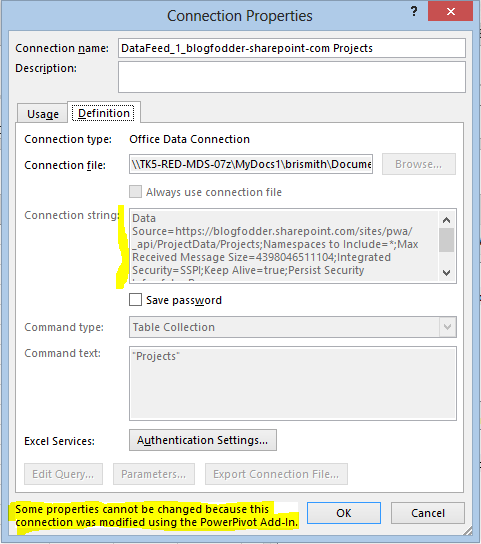 Connection Properties
?
Connection name: DataFeed_1_blogfodder-sharepoint-com Projects
Description:
Usage
Definition
Connection type: Office Data Connection
Connection file: \\TK5-RED-MDS-07z\MyDocs1\brismith\Docume
Browse...
Always use connection file
Connection string: Data
Source=https://blogfodder.sharepoint.com/sites/pwa/
_api/ProjectData/Projects;Namespaces to Include=*;Max
Received Message Size=4398046511104;Integrated
Security=SSPI;Keep Alive=true;Persist Security
Save password
Command type: Table Collection
Command text: "Projects"
Excel Services: Authentication Settings...
Edit Query... Parameters... Export Connection File...
Some properties cannot be changed because this
connection was modified using the PowerPivot Add-In.
OK Cancel